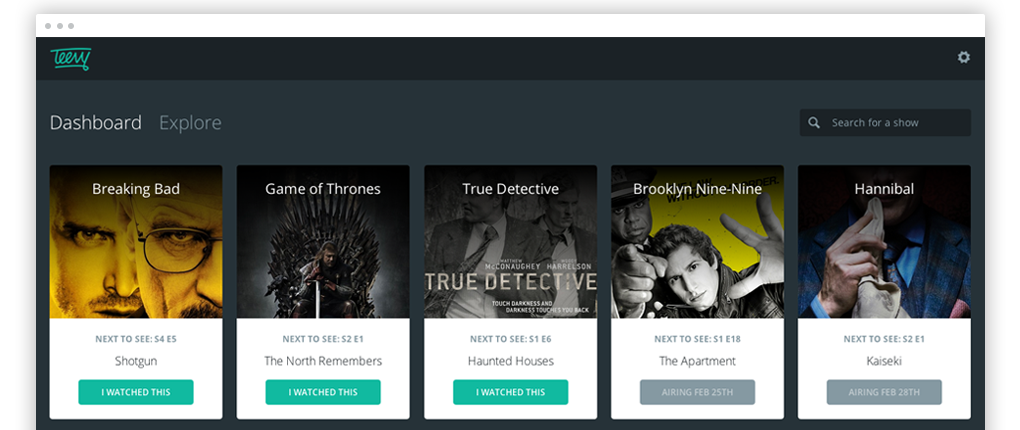 Teevy
Dashboard Explore
Search for a show
Breaking Bad
NEXT TO SEE: S4 E5
Shotgun
I WATCHED THIS
Game of Thrones
NEXT TO SEE: S2 E1
The North Remembers
I WATCHED THIS
True Detective
MATTHEW WOODY
McCONAUGHEY HARRELSON
TRUE DETECTIVE
TOUCH DARKNESS AND
DARKNESS TOUCHES YOU BACK
NEXT TO SEE: S1 E6
Haunted Houses
I WATCHED THIS
Brooklyn Nine-Nine
ORDER.
NEXT TO SEE: S1 E18
The Apartment
AIRING FEB 25TH
Hannibal
NEXT TO SEE: S2 E1
Kaiseki
AIRING FEB 28TH